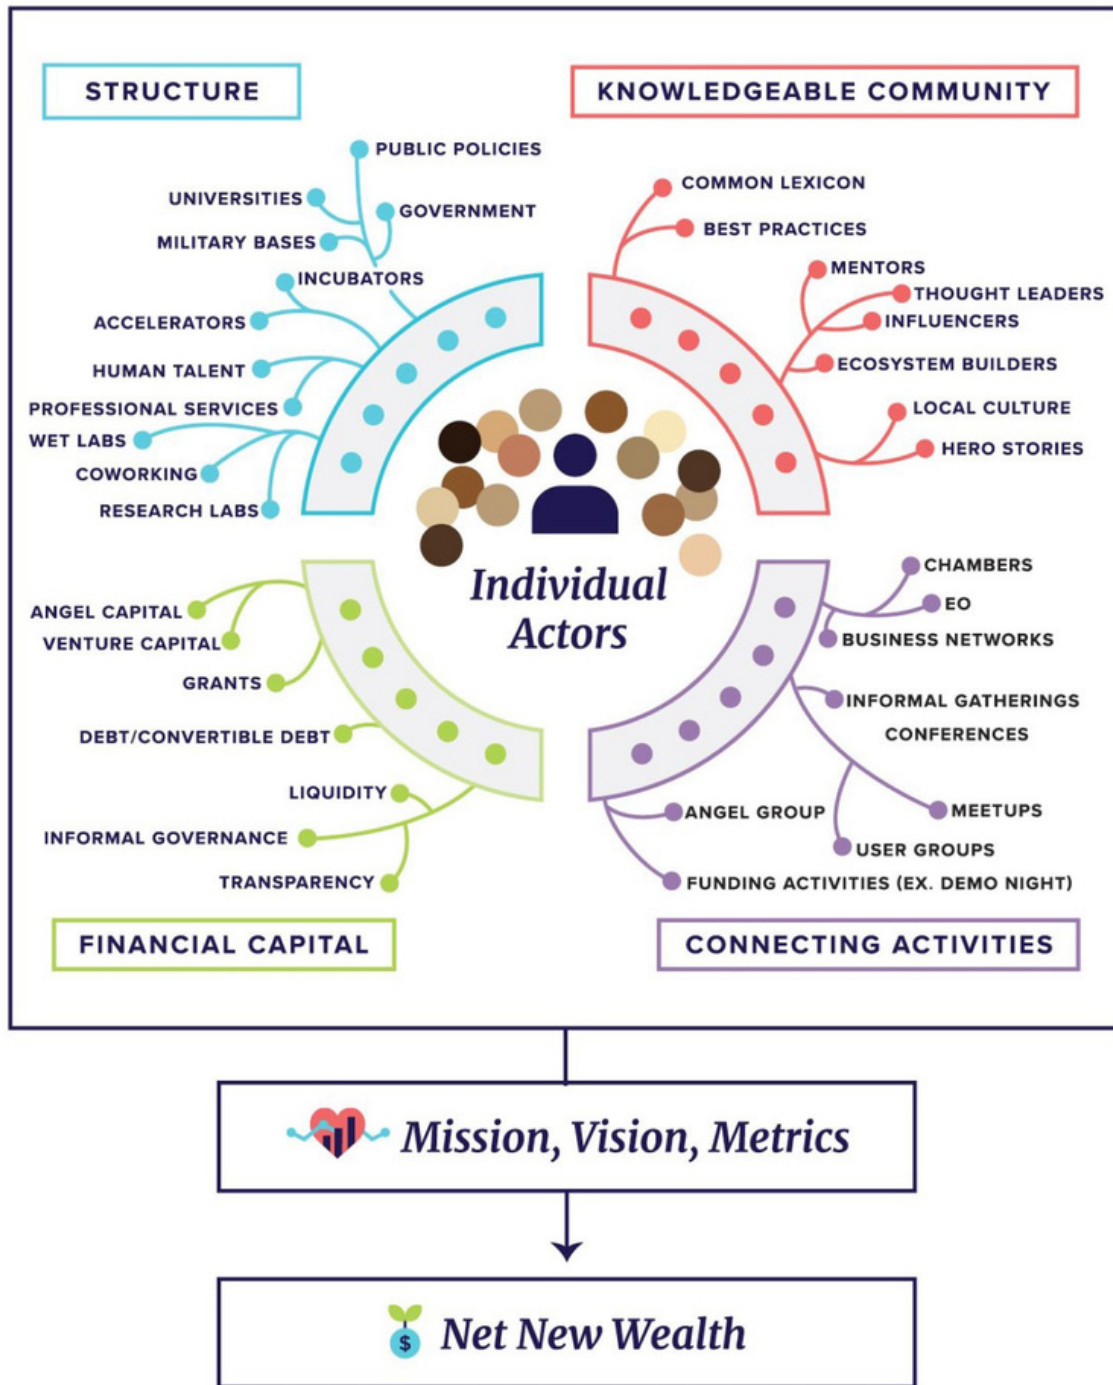 STRUCTURE
PUBLIC POLICIES
UNIVERSITIES
GOVERNMENT
MILITARY BASES
INCUBATORS
ACCELERATORS
HUMAN TALENT
PROFESSIONAL SERVICES
WET LABS
COWORKING
RESEARCH LABS
KNOWLEDGEABLE COMMUNITY
COMMON LEXICON
BEST PRACTICES
MENTORS
THOUGHT LEADERS
INFLUENCERS
ECOSYSTEM BUILDERS
LOCAL CULTURE
HERO STORIES
Individual
Actors
ANGEL CAPITAL
VENTURE CAPITAL
GRANTS
DEBT/CONVERTIBLE DEBT
LIQUIDITY
INFORMAL GOVERNANCE
TRANSPARENCY
FINANCIAL CAPITAL
CHAMBERS
EO
BUSINESS NETWORKS
INFORMAL GATHERINGS
CONFERENCES
MEETUPS
ANGEL GROUP
USER GROUPS
FUNDING ACTIVITIES (EX. DEMO NIGHT)
CONNECTING ACTIVITIES
Mission, Vision, Metrics
$ Net New Wealth